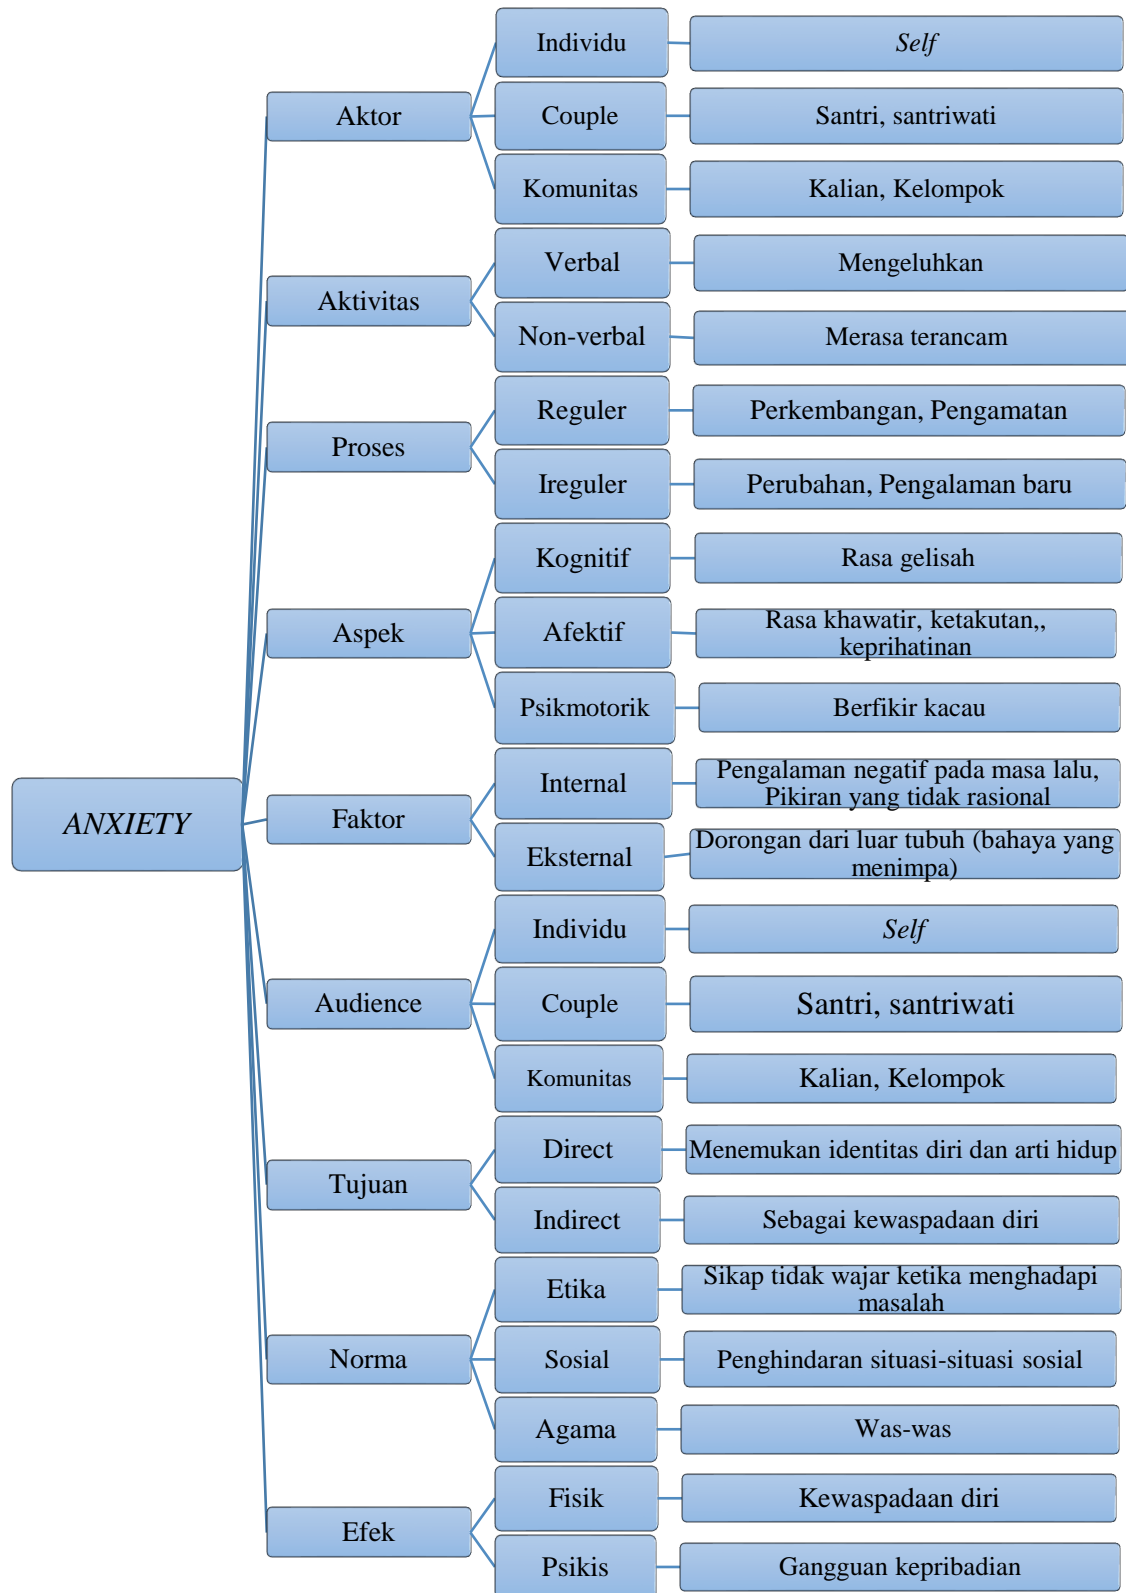 ANXIETY
Aktor
Individu
Self
Couple
Santri, santriwati
Komunitas
Kalian, Kelompok
Aktivitas
Verbal
Mengeluhkan
Non-verbal
Merasa terancam
Proses
Reguler
Perkembangan, Pengamatan
Ireguler
Perubahan, Pengalaman baru
Aspek
Kognitif
Rasa gelisah
Afektif
Rasa khawatir, ketakutan,,
keprihatinan
Psikmotorik
Berfikir kacau
Faktor
Internal
Pengalaman negatif pada masa lalu,
Pikiran yang tidak rasional
Eksternal
Dorongan dari luar tubuh (bahaya yang
menimpa)
Audience
Individu
Self
Couple
Santri, santriwati
Komunitas
Kalian, Kelompok
Tujuan
Direct
Menemukan identitas diri dan arti hidup
Indirect
Sebagai kewaspadaan diri
Norma
Etika
Sikap tidak wajar ketika menghadapi
masalah
Sosial
Penghindaran situasi-situasi sosial
Agama
Was-was
Efek
Fisik
Kewaspadaan diri
Psikis
Gangguan kepribadian